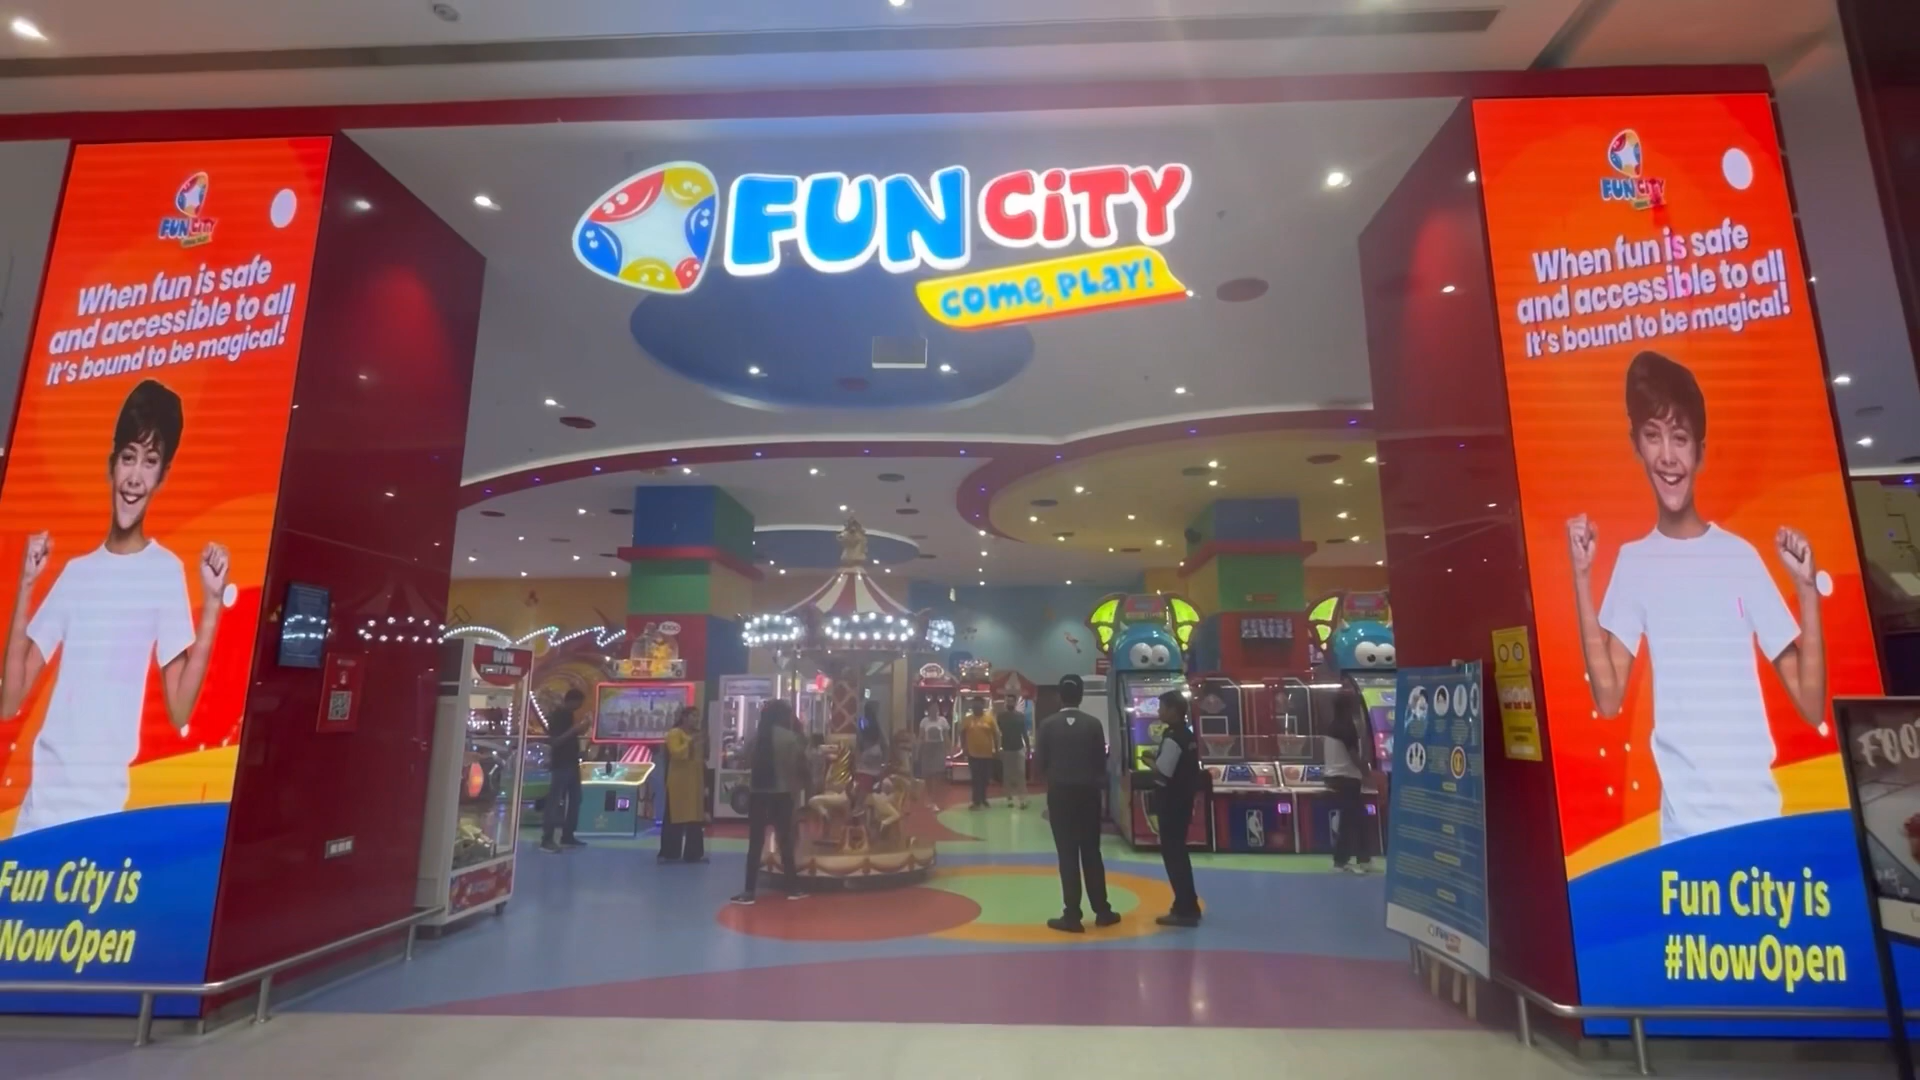 FUN CITY
come, PLAY!
FUN CITY
When fun is safe
and accessible to all
It's bound to be magical!
Fun City is
#NowOpen
FUN CITY
When fun is safe
and accessible to all
It's bound to be magical!
Fun City is
#NowOpen
WIN